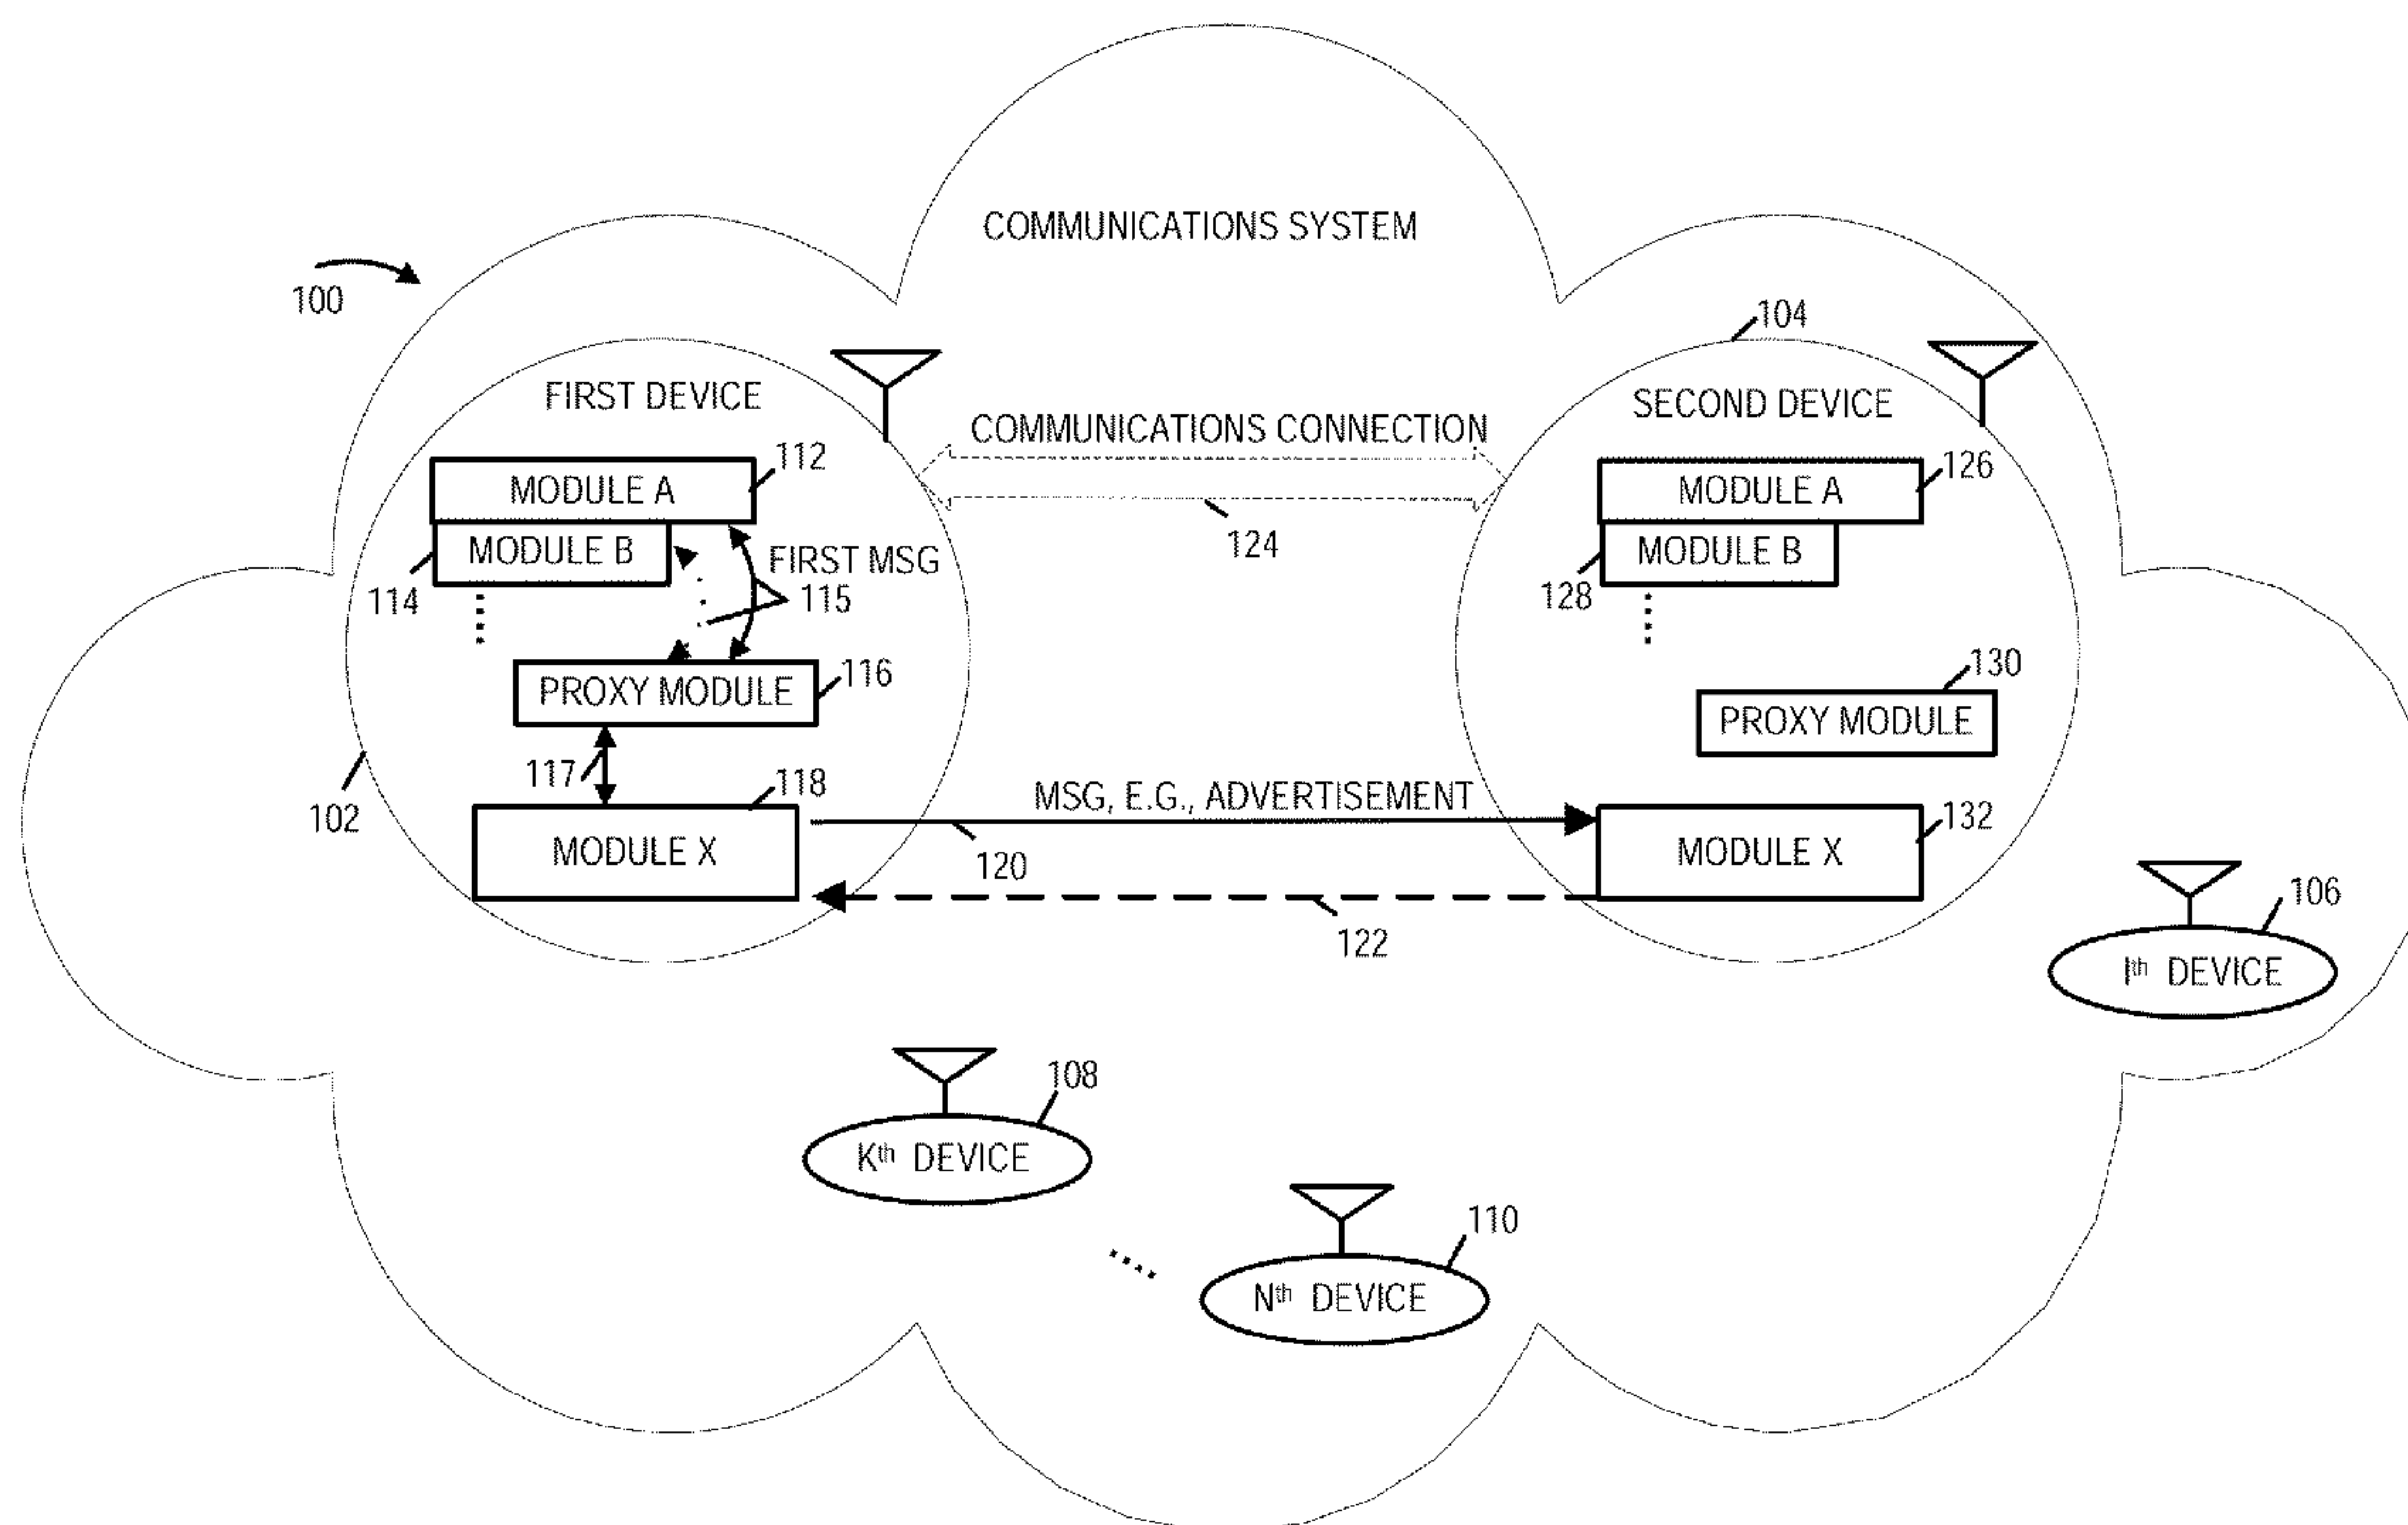 COMMUNICATIONS SYSTEM
100
104
FIRST DEVICE
SECOND DEVICE
COMMUNICATIONS CONNECTION
112
126
MODULE A
MODULE A
124
MODULE B
MODULE B
FIRST MSG
115
114
128
116
130
PROXY MODULE
PROXY MODULE
117
118
102
MSG, E.G., ADVERTISEMENT
132
MODULE X
MODULE X
120
122
106
Ith DEVICE
108
Kth DEVICE
110
Nth DEVICE